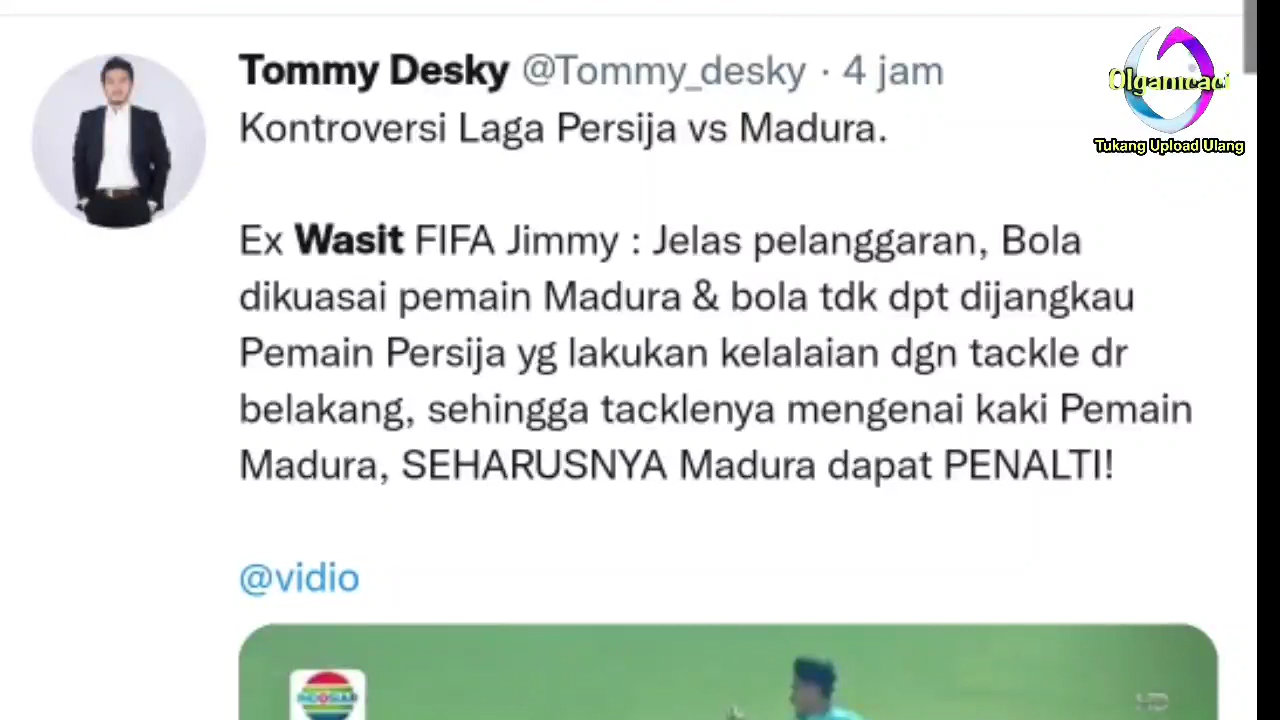 Tommy Desky @Tommy_desky · 4 jam
Kontroversi Laga Persija vs Madura.
Ex Wasit FIFA Jimmy : Jelas pelanggaran, Bola
dikuasai pemain Madura & bola tdk dpt dijangkau
Pemain Persija yg lakukan kelalaian dgn tackle dr
belakang, sehingga tacklenya mengenai kaki Pemain
Madura, SEHARUSNYA Madura dapat PENALTI!
@vidio
Tukang Upload Ulang
INDOSIAR
HD